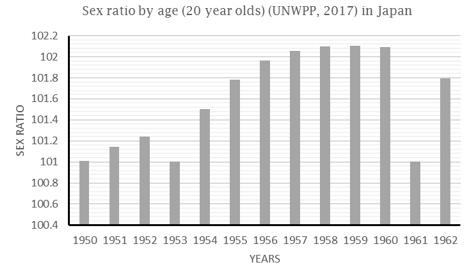 Sex ratio by age (20 year olds) (UNWPP, 2017) in Japan
102.2
102
101.8
101.6
101.4
101.2
101
100.8
100.6
100.4
SEX RATIO
1950 1951 1952 1953 1954 1955 1956 1957 1958 1959 1960 1961 1962
YEARS